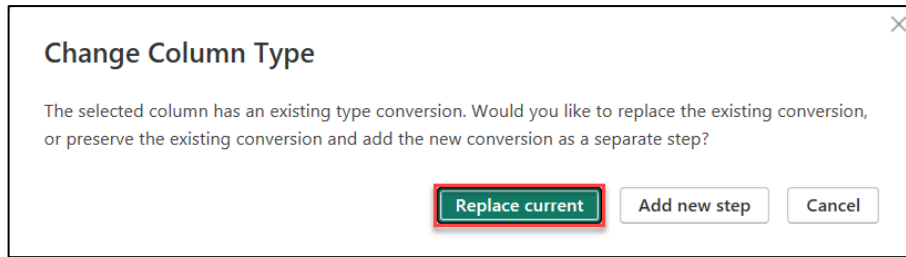 Change Column Type
The selected column has an existing type conversion. Would you like to replace the existing conversion,
or preserve the existing conversion and add the new conversion as a separate step?
Replace current Add new step Cancel